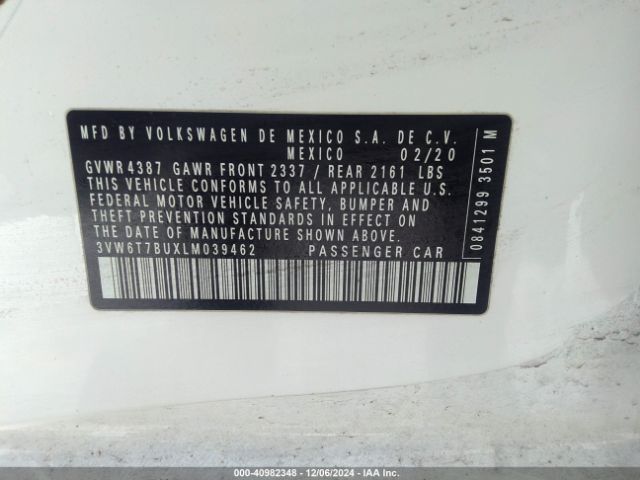 MFD BY VOLKSWAGEN DE MEXICO S.A. DE C.V.
MEXICO 02/20
GVWR 4387 GAWR FRONT 2337 / REAR 2161 LBS
THIS VEHICLE CONFORMS TO ALL APPLICABLE U.S.
FEDERAL MOTOR VEHICLE SAFETY, BUMPER AND
THEFT PREVENTION STANDARDS IN EFFECT ON
THE DATE OF MANUFACTURE SHOWN ABOVE.
3VW6T7BUXLM039462 PASSENGER CAR
0841299 3501 M
000-40982348 - 12/06/2024 - IAA Inc.